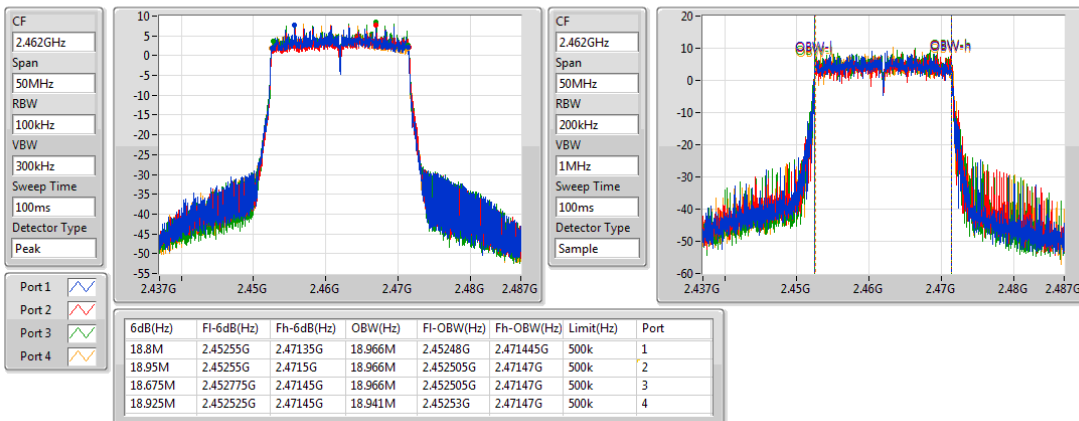 CF
2.462GHz
Span
50MHz
RBW
100kHz
VBW
300kHz
Sweep Time
100ms
Detector Type
Peak
10
5
0
-5
-10
-15
-20
-25
-30
-35
-40
-45
-50
-55
2.437G 2.45G 2.46G 2.47G 2.48G 2.487G
CF
2.462GHz
Span
50MHz
RBW
200kHz
VBW
1MHz
Sweep Time
100ms
Detector Type
Sample
20
10
0
-10
-20
-30
-40
-50
-60
OBW-l OBW-h
2.437G 2.45G 2.46G 2.47G 2.48G 2.487G
Port 1
Port 2
Port 3
Port 4
6dB(Hz) Fl-6dB(Hz) Fh-6dB(Hz) OBW(Hz) Fl-OBW(Hz) Fh-OBW(Hz) Limit(Hz) Port
18.8M 2.45255G 2.47135G 18.966M 2.45248G 2.471445G 500k 1
18.95M 2.45255G 2.4715G 18.966M 2.452505G 2.47147G 500k 2
18.675M 2.452775G 2.47145G 18.966M 2.452505G 2.47147G 500k 3
18.925M 2.452525G 2.47145G 18.941M 2.45253G 2.47147G 500k 4